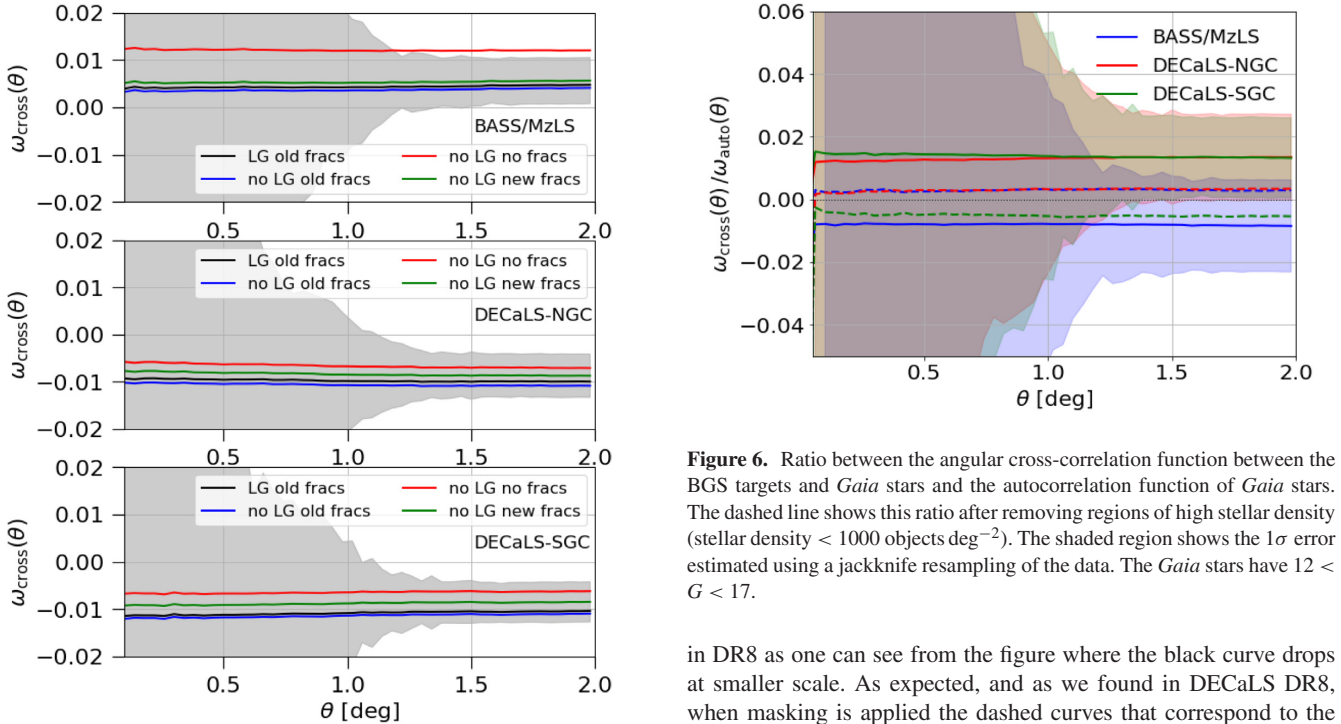 0.02
0.01
0.00
−0.01
−0.02
ω_cross(θ)
BASS/MzLS
LG old fracs
no LG no fracs
no LG old fracs
no LG new fracs
0.5
1.0
1.5
2.0
0.02
0.01
0.00
−0.01
−0.02
ω_cross(θ)
LG old fracs
no LG no fracs
no LG old fracs
no LG new fracs
DECaLS-NGC
0.5
1.0
1.5
2.0
0.02
0.01
0.00
−0.01
−0.02
ω_cross(θ)
LG old fracs
no LG no fracs
no LG old fracs
no LG new fracs
DECaLS-SGC
0.5
1.0
1.5
2.0
θ [deg]
0.06
0.04
0.02
0.00
−0.02
−0.04
ω_cross(θ)/ω_auto(θ)
BASS/MzLS
DECaLS-NGC
DECaLS-SGC
0.5
1.0
1.5
2.0
θ [deg]
Figure 6. Ratio between the angular cross-correlation function between the
BGS targets and Gaia stars and the autocorrelation function of Gaia stars.
The dashed line shows this ratio after removing regions of high stellar density
(stellar density < 1000 objects deg⁻²). The shaded region shows the 1σ error
estimated using a jackknife resampling of the data. The Gaia stars have 12 <
G < 17.
in DR8 as one can see from the figure where the black curve drops
at smaller scale. As expected, and as we found in DECaLS DR8,
when masking is applied the dashed curves that correspond to the